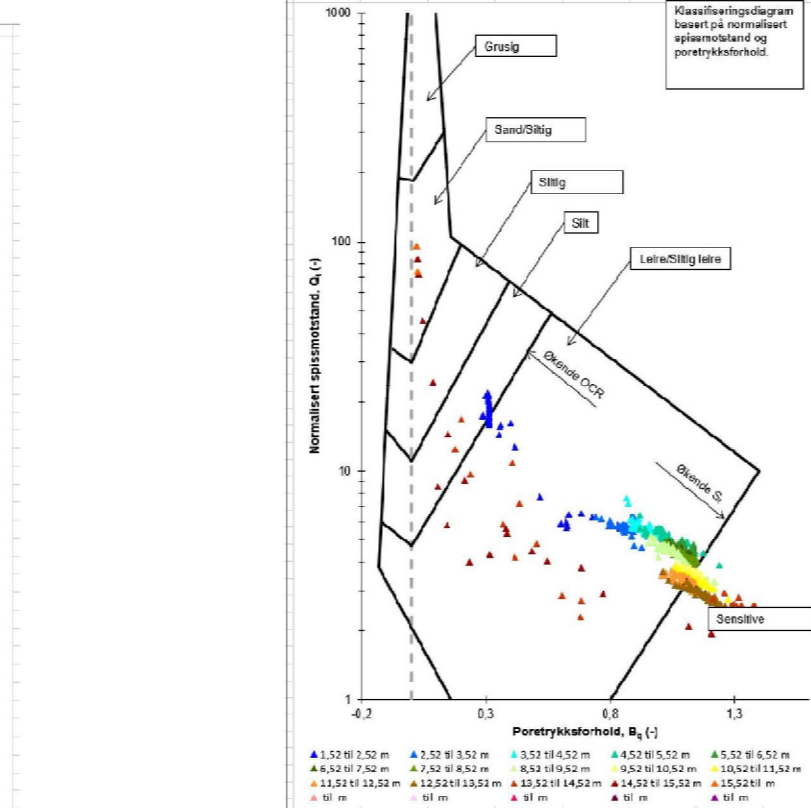 Klassifiseringsdiagram
basert på normalisert
spissmotstand og
poretrykksforhold.
1000
100
10
1
Normalisert spissmotstand, Qt (-)
Grusig
Sand/Siltig
Siltig
Silt
Leire/Siltig leire
Økende OCR
Økende St
Sensitive
-0,2 0,3 0,8 1,3
Poretrykksforhold, Bq (-)
1,52 til 2,52 m 2,52 til 3,52 m 3,52 til 4,52 m 4,52 til 5,52 m 5,52 til 6,52 m
6,52 til 7,52 m 7,52 til 8,52 m 8,52 til 9,52 m 9,52 til 10,52 m 10,52 til 11,52 m
11,52 til 12,52 m 12,52 til 13,52 m 13,52 til 14,52 m 14,52 til 15,52 m 15,52 til m
til m til m til m til m til m